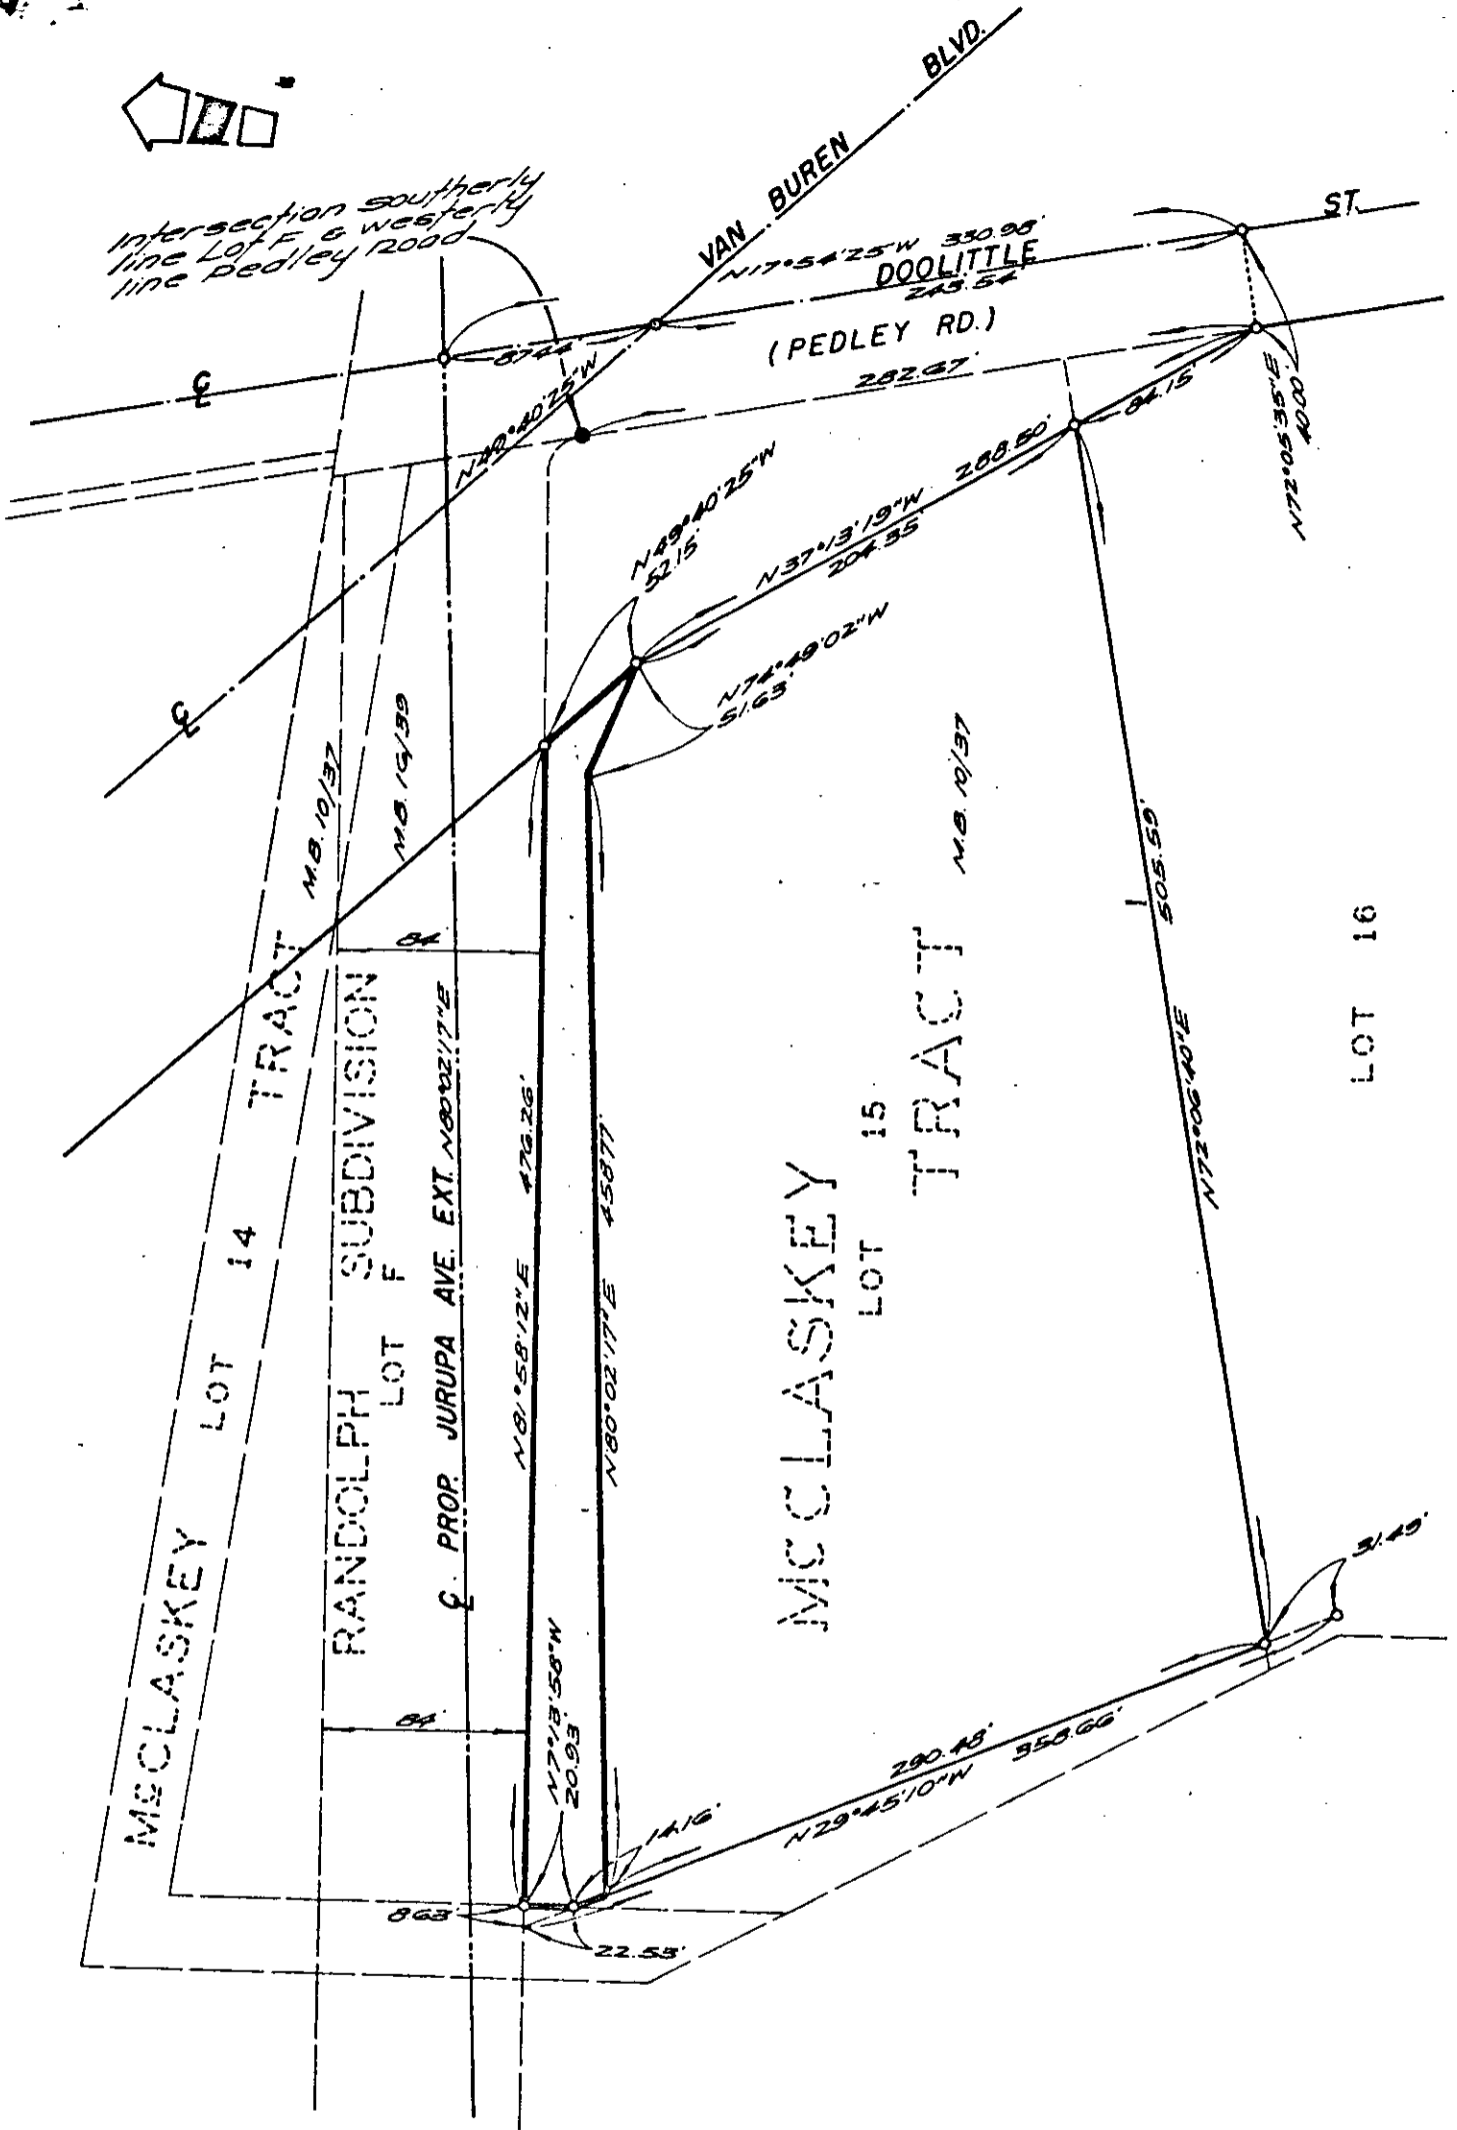 BLVD.
BUREN
VAN
Intersection southerly
line Lot F & westerly
line Pedley Road
ST.
N17°54'25"W 330.98'
DOOLITTLE
243.54'
(PEDLEY RD.)
87.44'
282.67'
84.15'
40.00'
N72°05'35"E
N49°40'25"W
288.50'
N37°13'19"W
204.35'
N49°40'25"W
52.15'
N74°49'02"W
51.63'
M.B. 10/37
M.B. 16/39
M.B. 10/37
505.59'
N72°06'40"E
1
LOT 16
84'
TRACT
LOT 14
MCCLASKEY
RANDOLPH SUBDIVISION
LOT F
℄ PROP. JURUPA AVE. EXT. N80°02'17"E
N81°58'12"E 476.26'
N80°02'17"E 458.77'
MCCLASKEY
LOT 15
TRACT
84'
N7°13'58"W
20.93'
14.16'
290.48'
N29°45'10"W 358.66'
31.49'
8.63'
22.53'
℄
℄